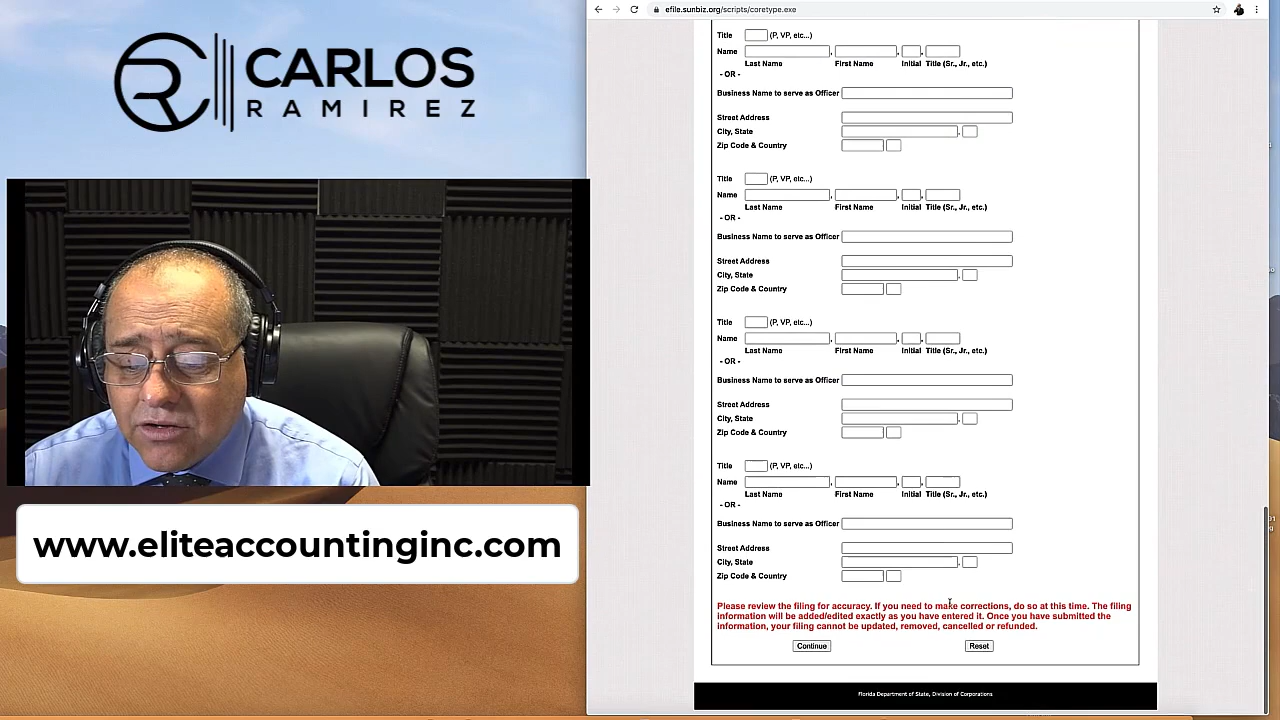 CARLOS
RAMIREZ
www.eliteaccountinginc.com
efile.sunbiz.org/scripts/coretype.exe
Title (P, VP, etc...)
Name , , ,
Last Name First Name Initial Title (Sr., Jr., etc.)
- OR -
Business Name to serve as Officer
Street Address
City, State ,
Zip Code & Country
Title (P, VP, etc...)
Name , , ,
Last Name First Name Initial Title (Sr., Jr., etc.)
- OR -
Business Name to serve as Officer
Street Address
City, State ,
Zip Code & Country
Title (P, VP, etc...)
Name , , ,
Last Name First Name Initial Title (Sr., Jr., etc.)
- OR -
Business Name to serve as Officer
Street Address
City, State ,
Zip Code & Country
Title (P, VP, etc...)
Name , , ,
Last Name First Name Initial Title (Sr., Jr., etc.)
- OR -
Business Name to serve as Officer
Street Address
City, State ,
Zip Code & Country
Please review the filing for accuracy. If you need to make corrections, do so at this time. The filing
information will be added/edited exactly as you have entered it. Once you have submitted the
information, your filing cannot be updated, removed, cancelled or refunded.
Continue Reset
Florida Department of State, Division of Corporations